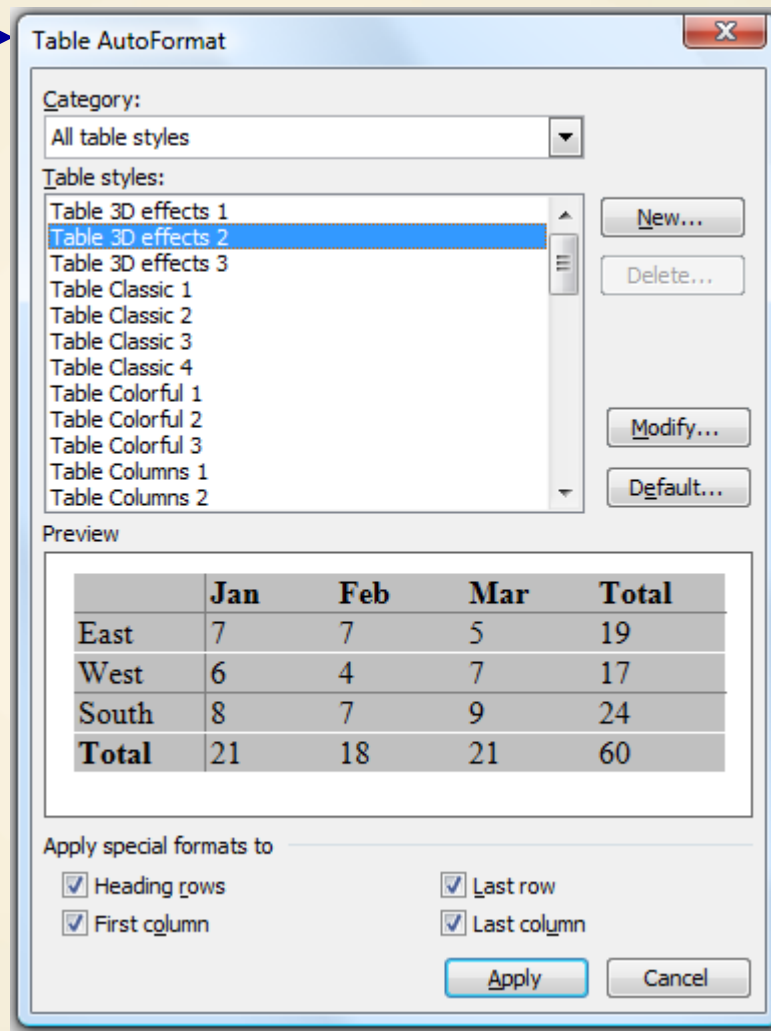 Table AutoFormat
Category:
All table styles
Table styles:
Table 3D effects 1
Table 3D effects 2
Table 3D effects 3
Table Classic 1
Table Classic 2
Table Classic 3
Table Classic 4
Table Colorful 1
Table Colorful 2
Table Colorful 3
Table Columns 1
Table Columns 2
New...
Delete...
Modify...
Default...
Preview
Jan Feb Mar Total
East 7 7 5 19
West 6 4 7 17
South 8 7 9 24
Total 21 18 21 60
Apply special formats to
Heading rows Last row
First column Last column
Apply Cancel